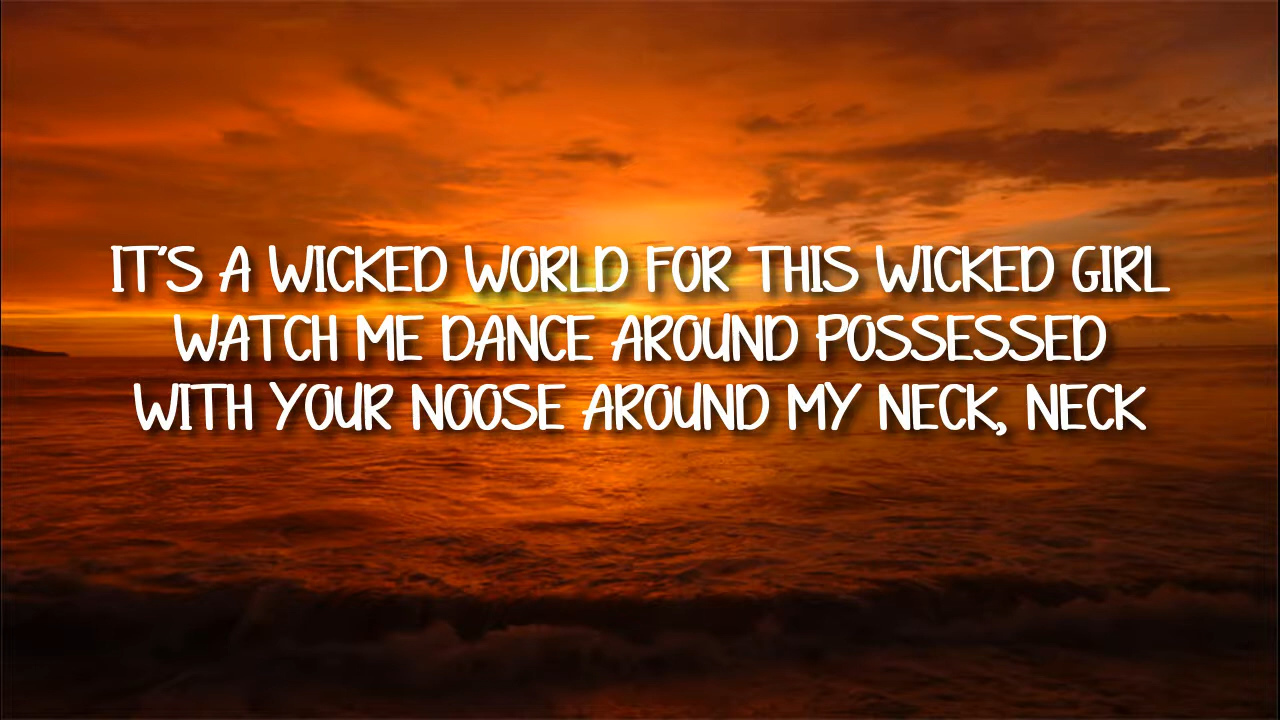 IT'S A WICKED WORLD FOR THIS WICKED GIRL
WATCH ME DANCE AROUND POSSESSED
WITH YOUR NOOSE AROUND MY NECK, NECK